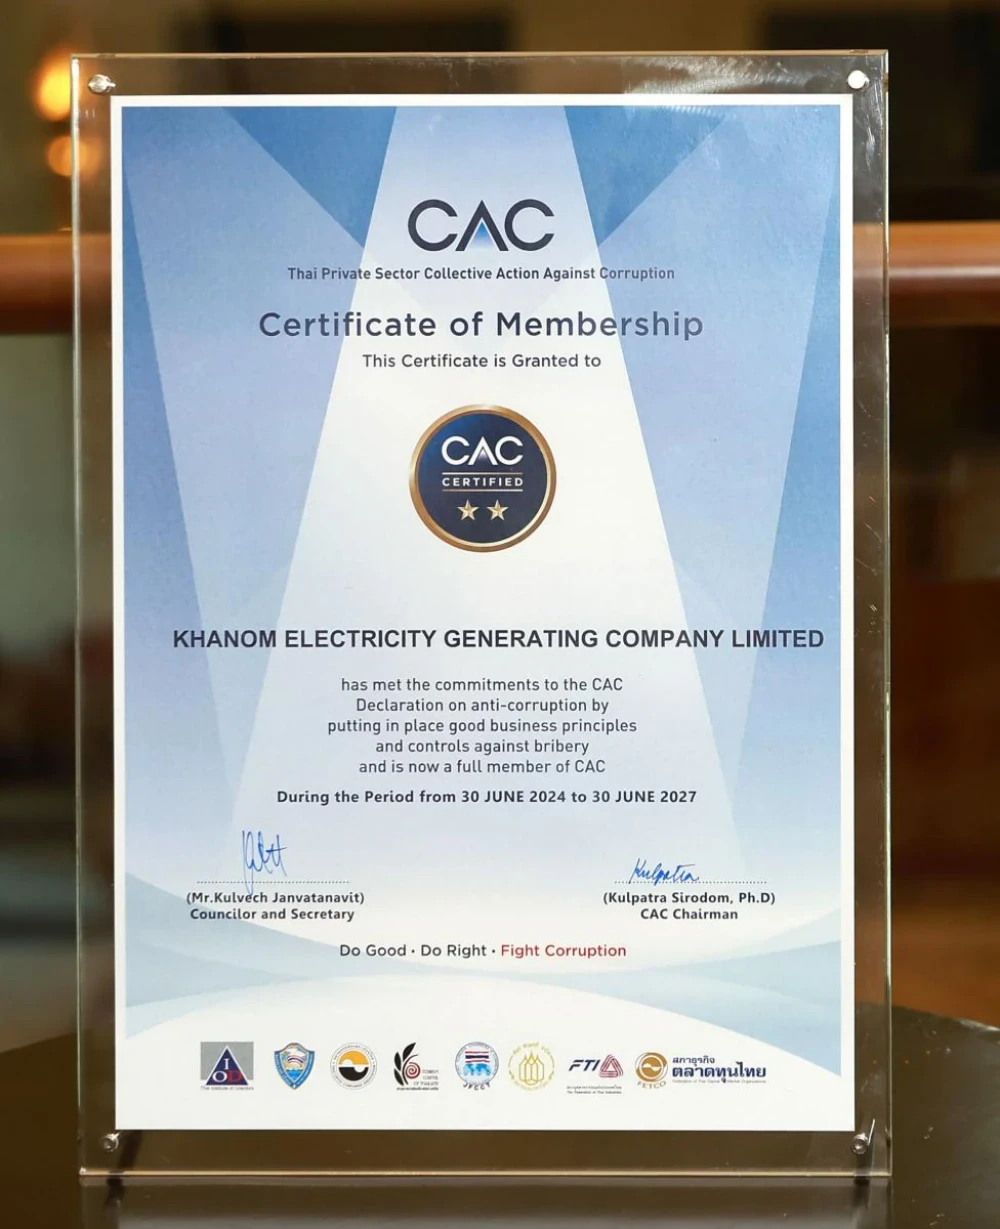 CAC
Thai Private Sector Collective Action Against Corruption
Certificate of Membership
This Certificate is Granted to
CAC
CERTIFIED
KHANOM ELECTRICITY GENERATING COMPANY LIMITED
has met the commitments to the CAC
Declaration on anti-corruption by
putting in place good business principles
and controls against bribery
and is now a full member of CAC
During the Period from 30 JUNE 2024 to 30 JUNE 2027
Kulpatra
(Mr.Kulvech Janvatanavit)
Councilor and Secretary
(Kulpatra Sirodom, Ph.D)
CAC Chairman
Do Good · Do Right · Fight Corruption
IOD
JFCCT
FTI
FETCO
สภาธุรกิจ
ตลาดทุนไทย